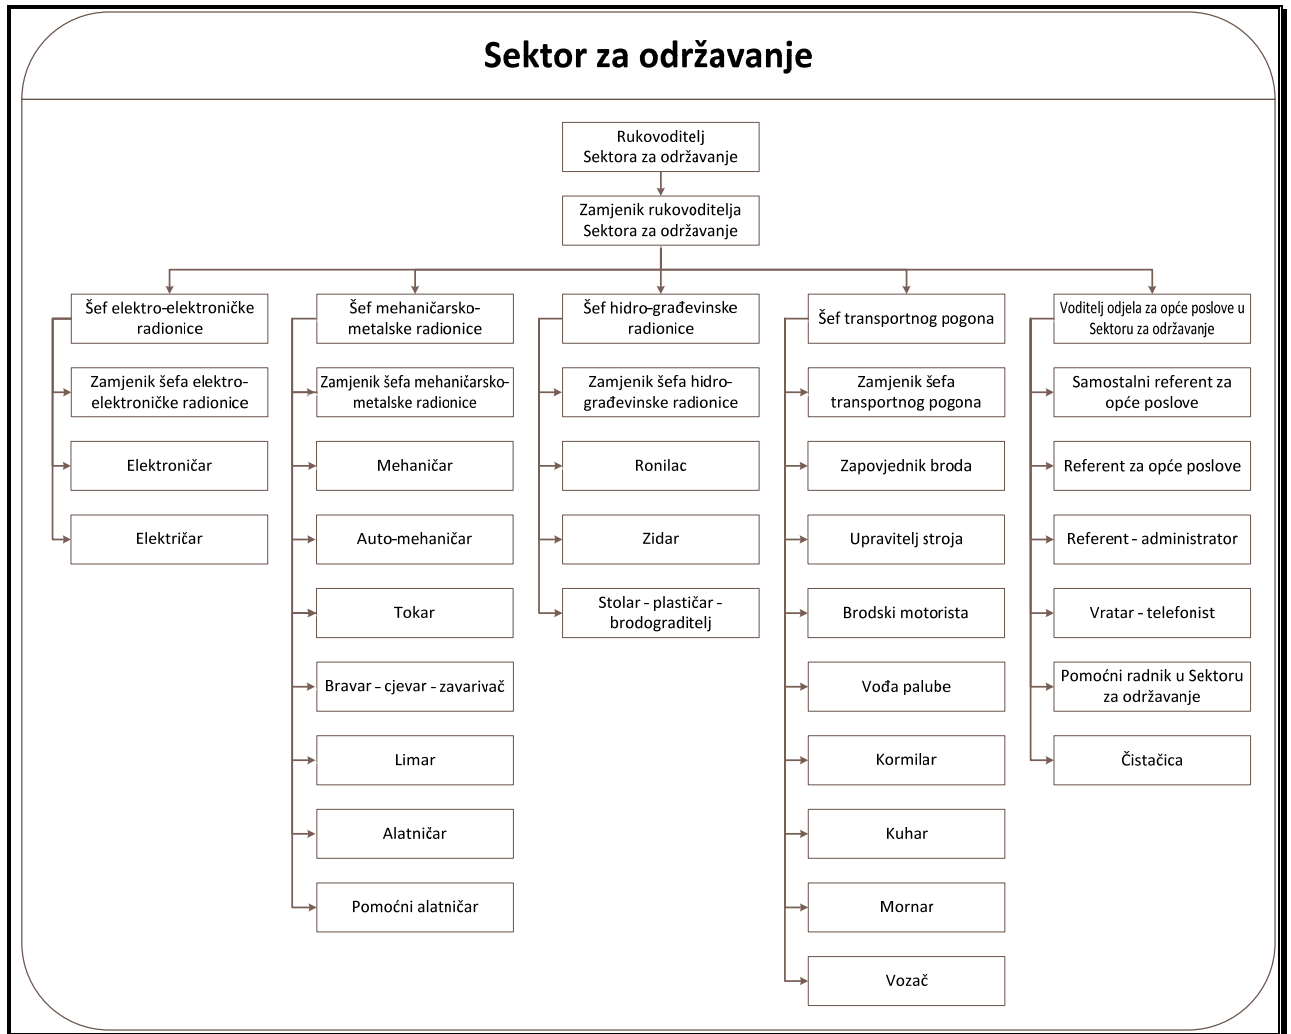 Sektor za održavanje
Rukovoditelj
Sektora za održavanje
Zamjenik rukovoditelja
Sektora za održavanje
Šef elektro-elektroničke
radionice
Zamjenik šefa elektro-
elektroničke radionice
Elektroničar
Električar
Šef mehaničarsko-
metalske radionice
Zamjenik šefa mehaničarsko-
metalske radionice
Mehaničar
Auto-mehaničar
Tokar
Bravar - cjevar - zavarivač
Limar
Alatničar
Pomoćni alatničar
Šef hidro-građevinske
radionice
Zamjenik šefa hidro-
građevinske radionice
Ronilac
Zidar
Stolar - plastičar -
brodograditelj
Šef transportnog pogona
Zamjenik šefa
transportnog pogona
Zapovjednik broda
Upravitelj stroja
Brodski motorista
Vođa palube
Kormilar
Kuhar
Mornar
Vozač
Voditelj odjela za opće poslove u
Sektoru za održavanje
Samostalni referent za
opće poslove
Referent za opće poslove
Referent - administrator
Vratar - telefonist
Pomoćni radnik u Sektoru
za održavanje
Čistačica